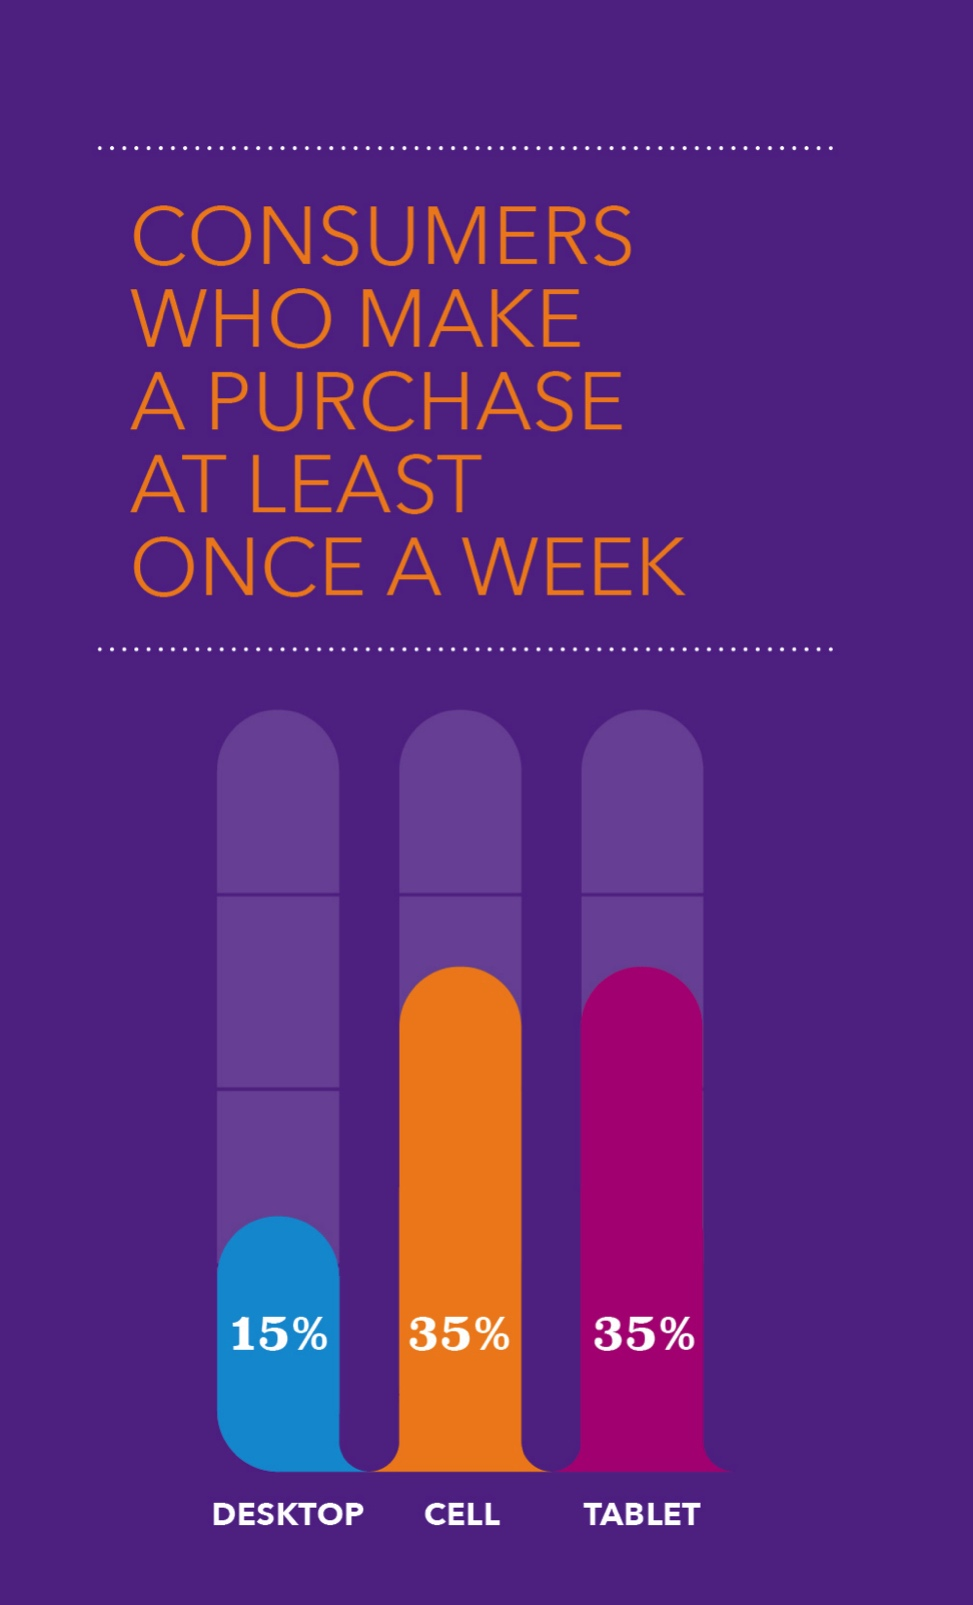 CONSUMERS
WHO MAKE
A PURCHASE
AT LEAST
ONCE A WEEK
15% 35% 35%
DESKTOP CELL TABLET